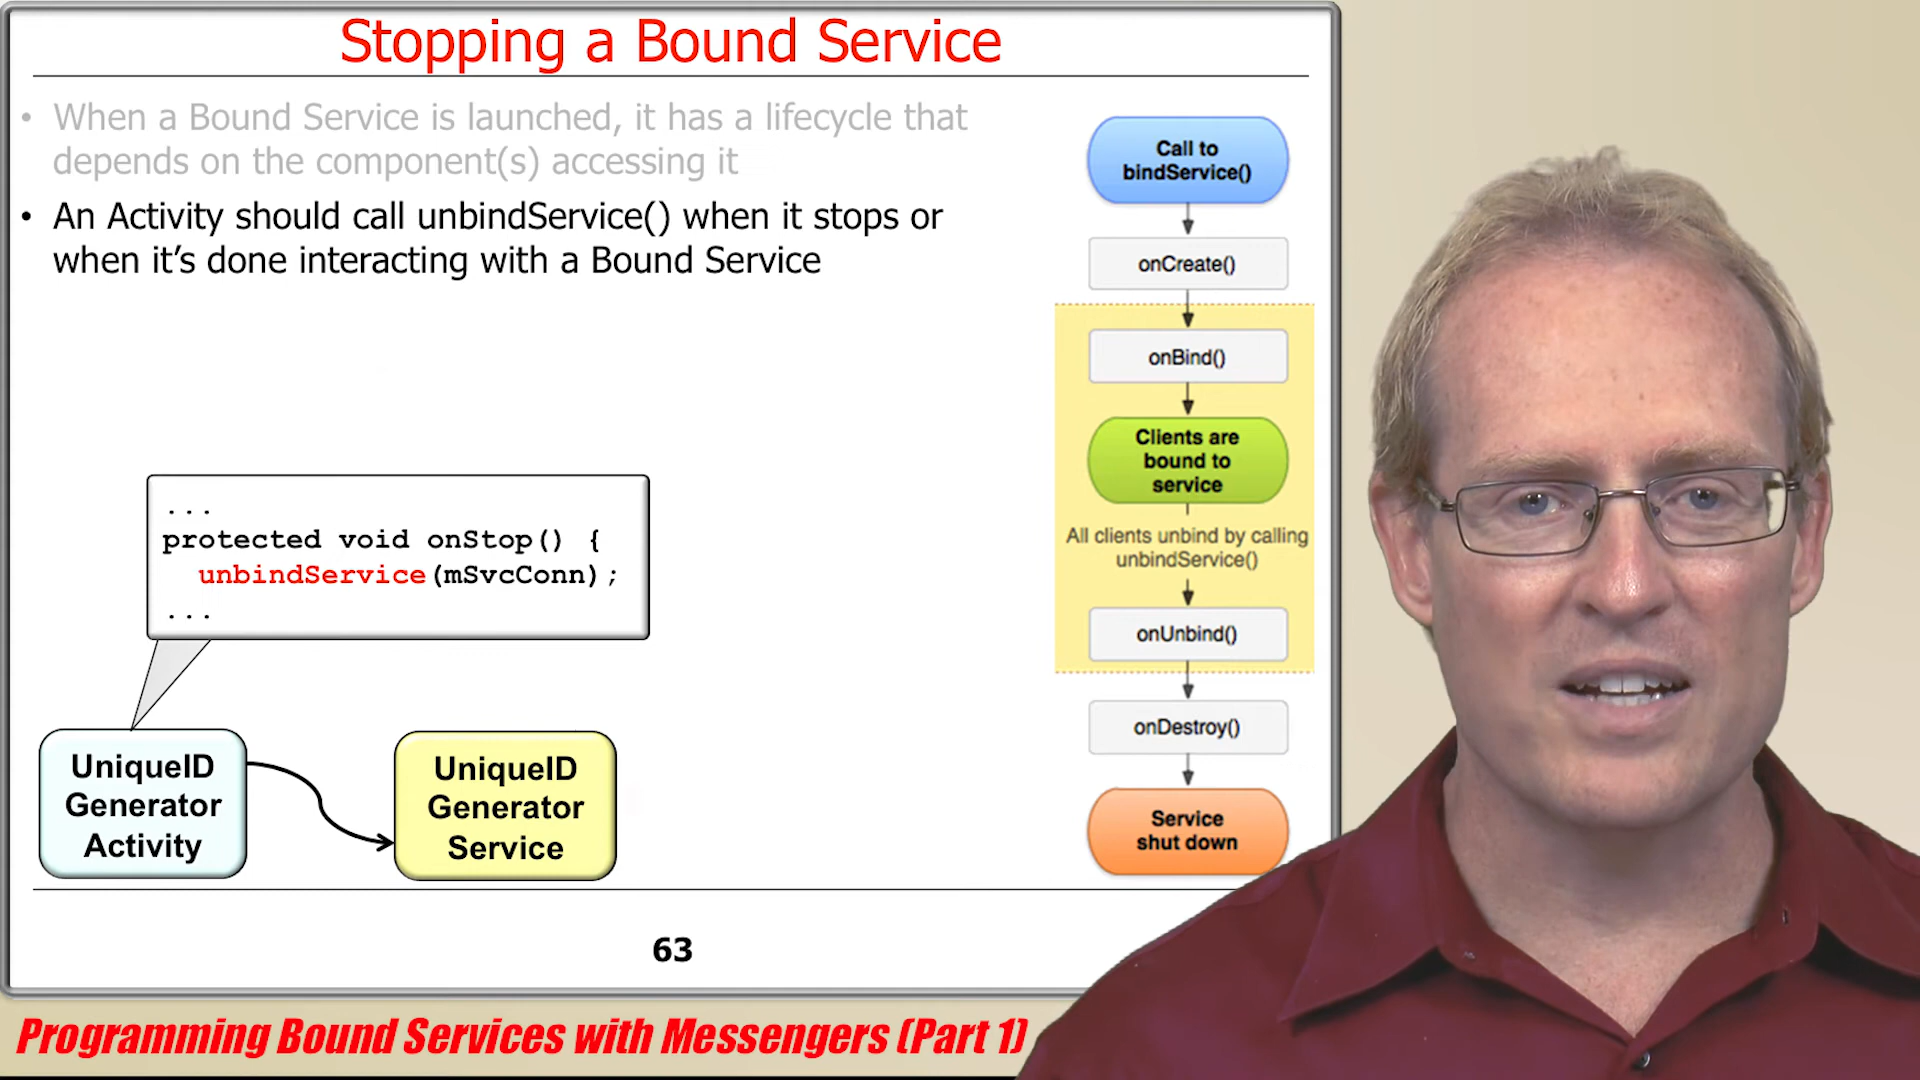 Stopping a Bound Service
• When a Bound Service is launched, it has a lifecycle that
depends on the component(s) accessing it
• An Activity should call unbindService() when it stops or
when it’s done interacting with a Bound Service
...
protected void onStop() {
unbindService(mSvcConn);
...
UniqueID
Generator
Activity
UniqueID
Generator
Service
Call to
bindService()
onCreate()
onBind()
Clients are
bound to
service
All clients unbind by calling
unbindService()
onUnbind()
onDestroy()
Service
shut down
63
Programming Bound Services with Messengers (Part 1)